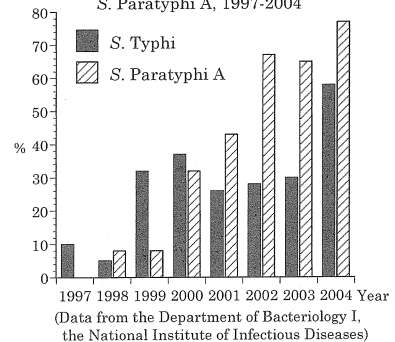 S. Paratyphi A, 1997-2004
80
S. Typhi
70
S. Paratyphi A
60
50
%
40
30
20
10
0
1997 1998 1999 2000 2001 2002 2003 2004 Year
(Data from the Department of Bacteriology I,
the National Institute of Infectious Diseases)